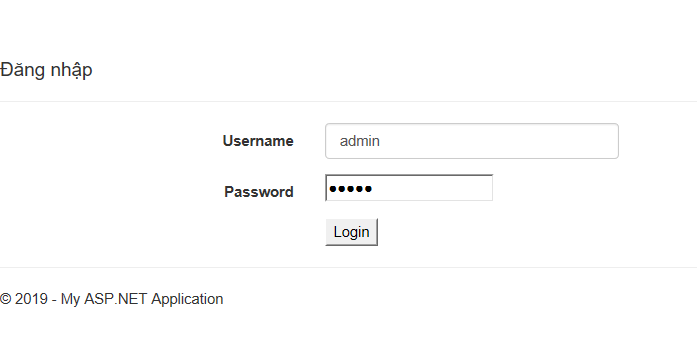 Đăng nhập
Username admin
Password •••••
Login
© 2019 - My ASP.NET Application